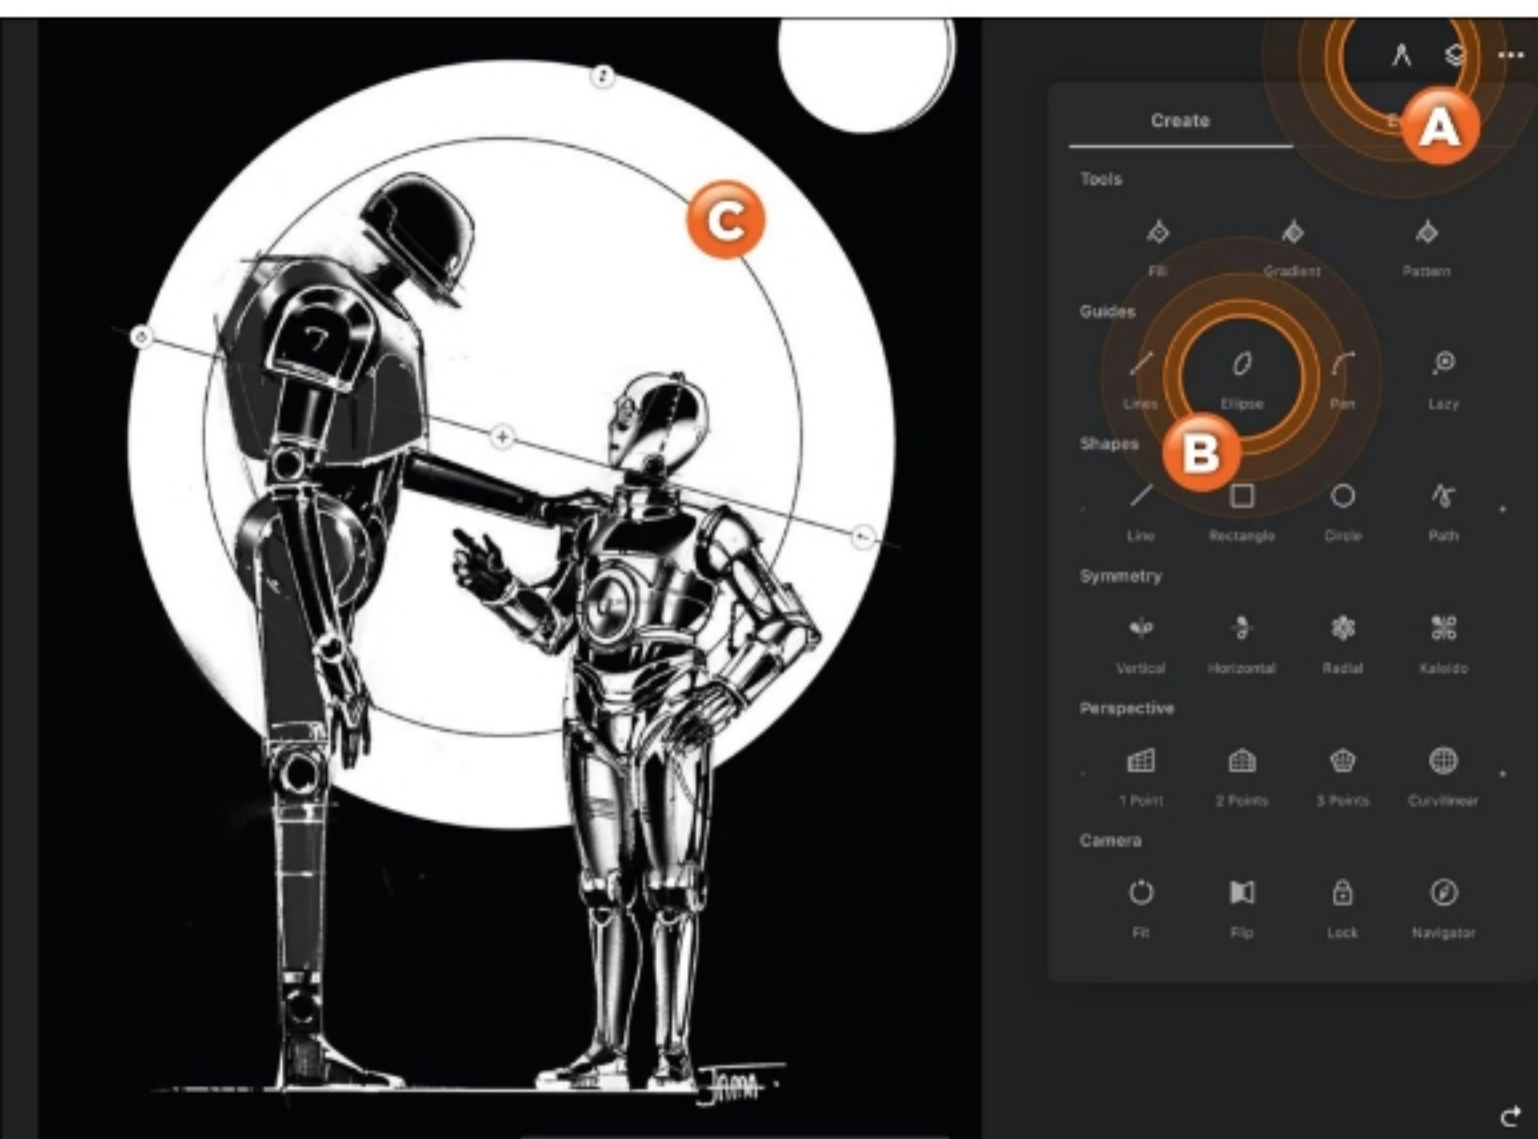 A
Create
Tools
C
Fill Gradient Pattern
Guides
Lines Ellipse Pen Lazy
Shapes
B
Line Rectangle Circle Path
Symmetry
Vertical Horizontal Radial Kaleido
Perspective
1 Point 2 Points 3 Points Curvilinear
Camera
Fit Flip Lock Navigator